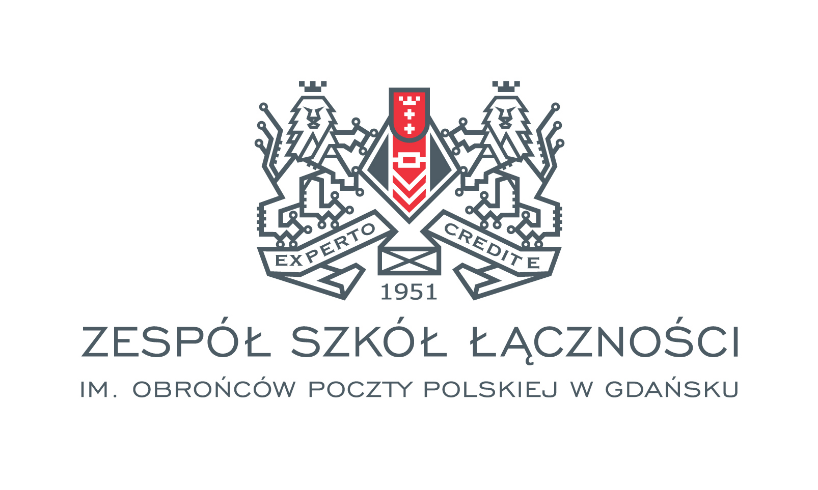 EXPERTO CREDITE
1951
ZESPÓŁ SZKÓŁ ŁĄCZNOŚCI
IM. OBROŃCÓW POCZTY POLSKIEJ W GDAŃSKU